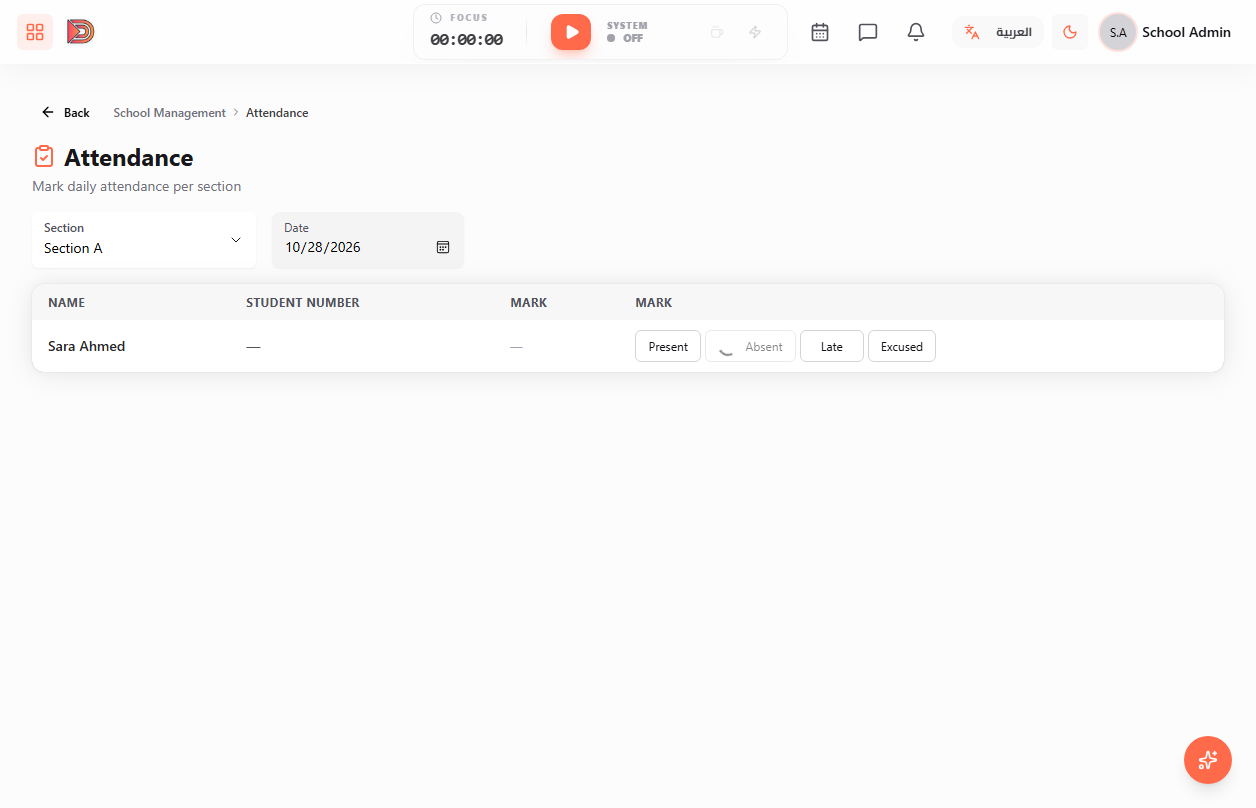 FOCUS
00:00:00
SYSTEM
OFF
العربية
S.A
School Admin
Back
School Management
Attendance
Attendance
Mark daily attendance per section
Section
Section A
Date
10/28/2026
NAME
STUDENT NUMBER
MARK
MARK
Sara Ahmed
—
—
Present
Absent
Late
Excused